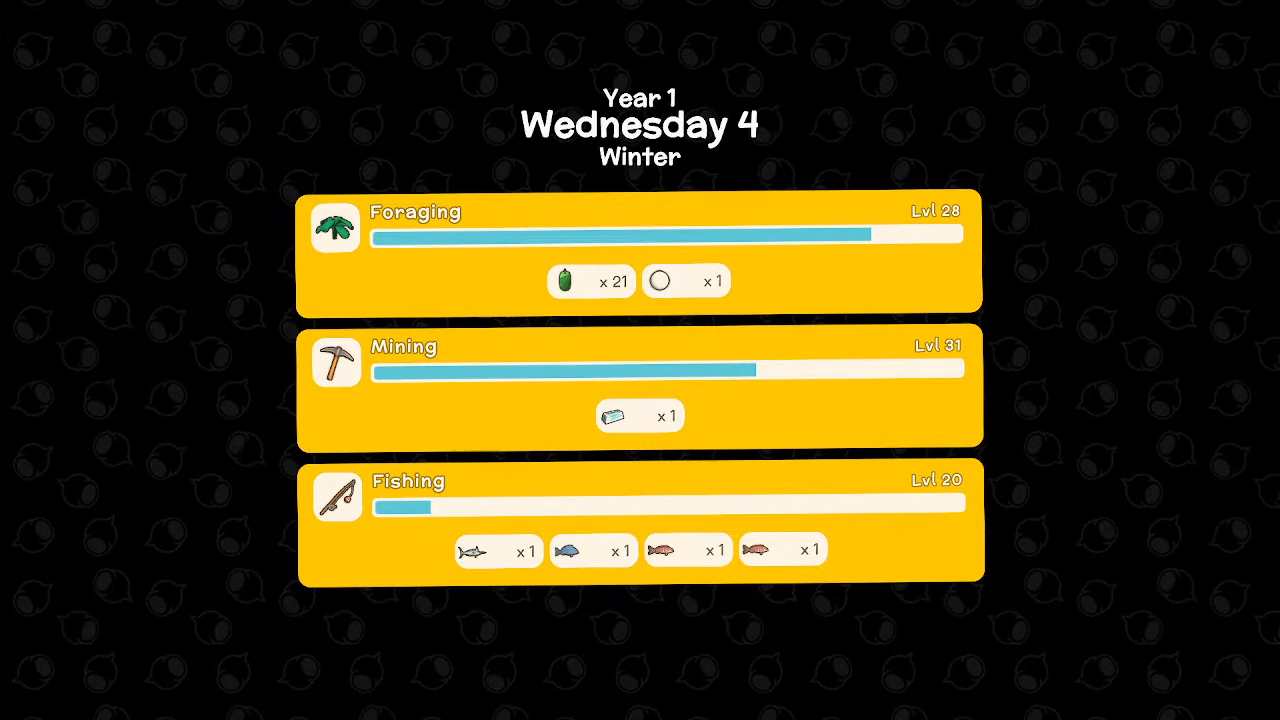 Year 1
Wednesday 4
Winter
Foraging Lvl 28
x 21 x 1
Mining Lvl 31
x 1
Fishing Lvl 20
x 1 x 1 x 1 x 1